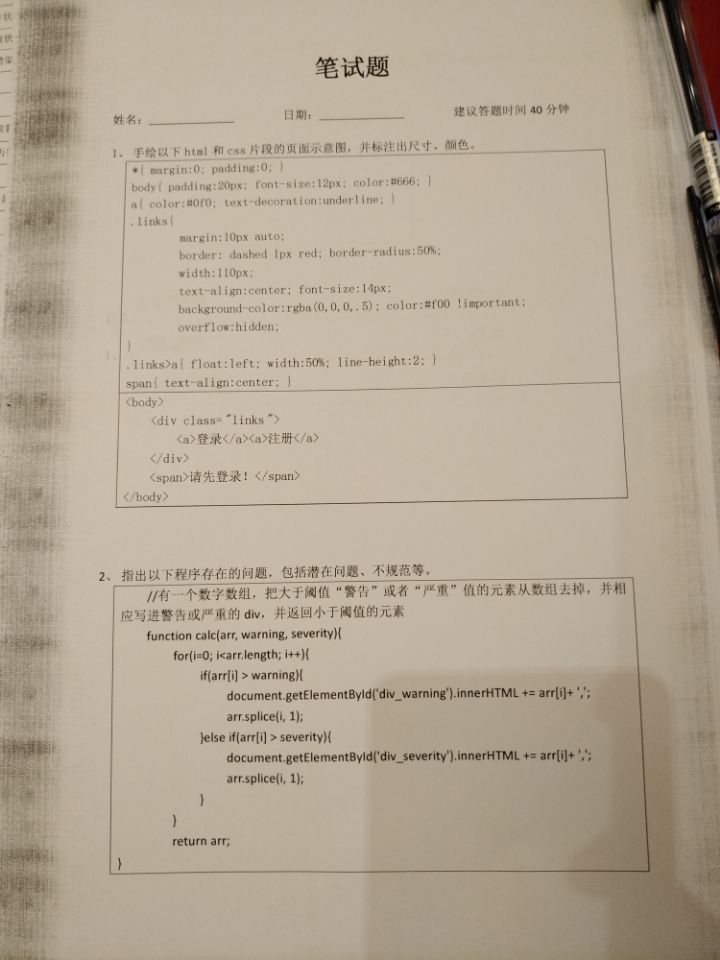 笔试题
姓名：____________ 日期：____________ 建议答题时间 40 分钟
1、手绘以下 html 和 css 片段的页面示意图，并标注出尺寸、颜色。
*{ margin:0; padding:0; }
body{ padding:20px; font-size:12px; color:#666; }
a{ color:#0f0; text-decoration:underline; }
.links{
margin:10px auto;
border: dashed 1px red; border-radius:50%;
width:110px;
text-align:center; font-size:14px;
background-color:rgba(0,0,0,.5); color:#f00 !important;
overflow:hidden;
}
.links>a{ float:left; width:50%; line-height:2; }
span{ text-align:center; }
<body>
<div class="links">
<a>登录</a><a>注册</a>
</div>
<span>请先登录！</span>
</body>
2、指出以下程序存在的问题，包括潜在问题、不规范等。
//有一个数字数组，把大于阈值“警告”或者“严重”值的元素从数组去掉，并相
应写进警告或严重的 div，并返回小于阈值的元素
function calc(arr, warning, severity){
for(i=0; i<arr.length; i++){
if(arr[i] > warning){
document.getElementById('div_warning').innerHTML += arr[i]+ ',';
arr.splice(i, 1);
}else if(arr[i] > severity){
document.getElementById('div_severity').innerHTML += arr[i]+ ',';
arr.splice(i, 1);
}
}
return arr;
}